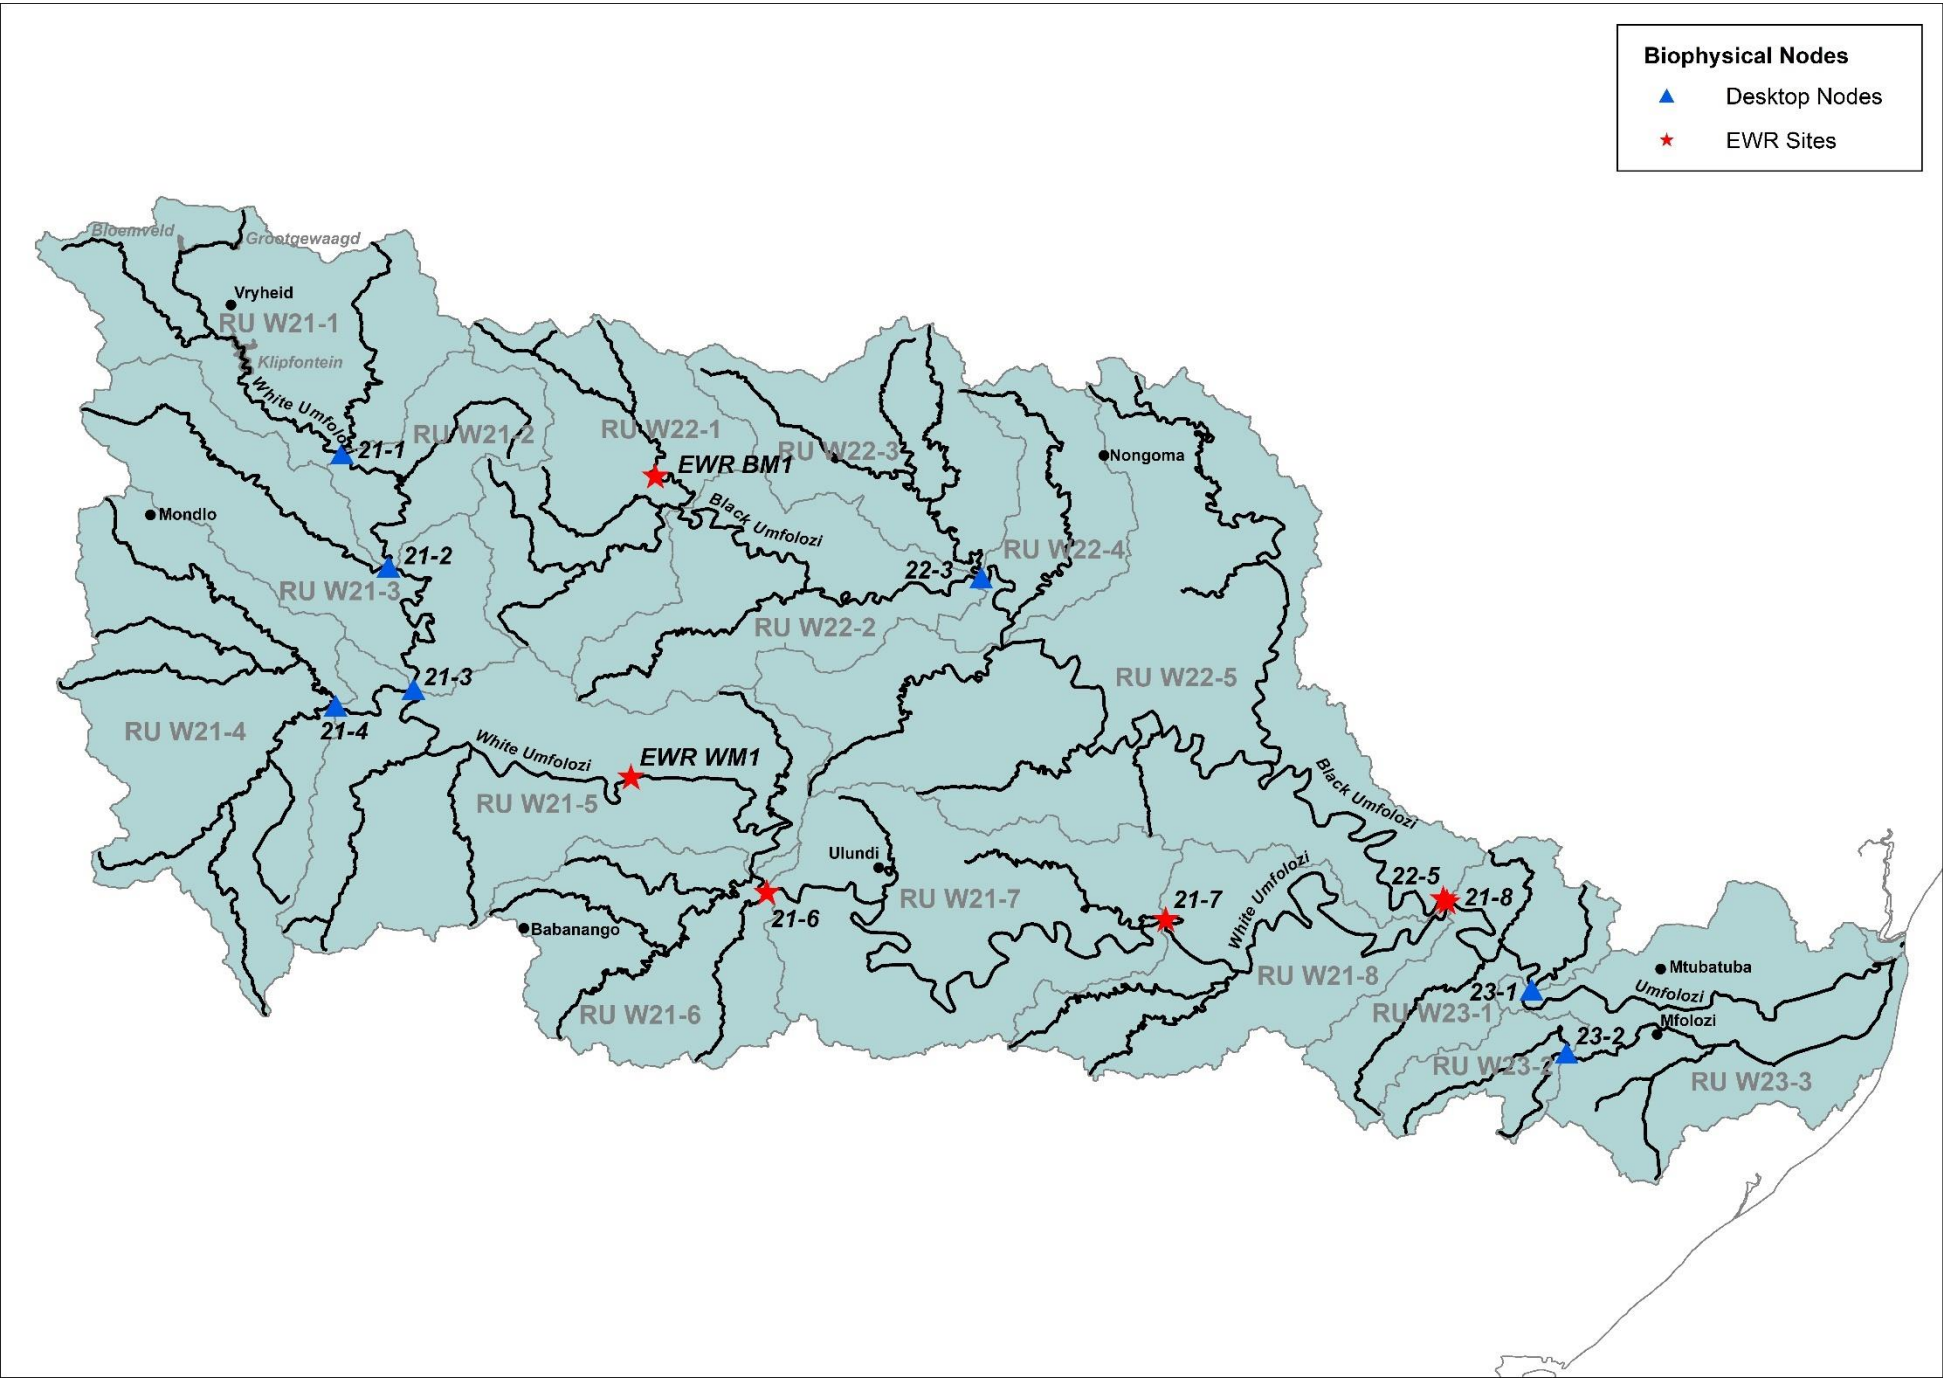 Biophysical Nodes
Desktop Nodes
EWR Sites
Bloemveld
Grootgewaagd
Vryheid
RU W21-1
Klipfontein
White Umfolozi
21-1
RU W21-2
RU W22-1
RU W22-3
EWR BM1
Nongoma
Black Umfolozi
Mondlo
21-2
RU W21-3
22-3
RU W22-4
RU W22-2
21-3
RU W22-5
21-4
RU W21-4
White Umfolozi
EWR WM1
RU W21-5
Black Umfolozi
Ulundi
RU W21-7
21-6
21-7
White Umfolozi
22-5
21-8
Babanango
RU W21-6
RU W21-8
Mtubatuba
23-1
Umfolozi
RU W23-1
Mfolozi
23-2
RU W23-2
RU W23-3